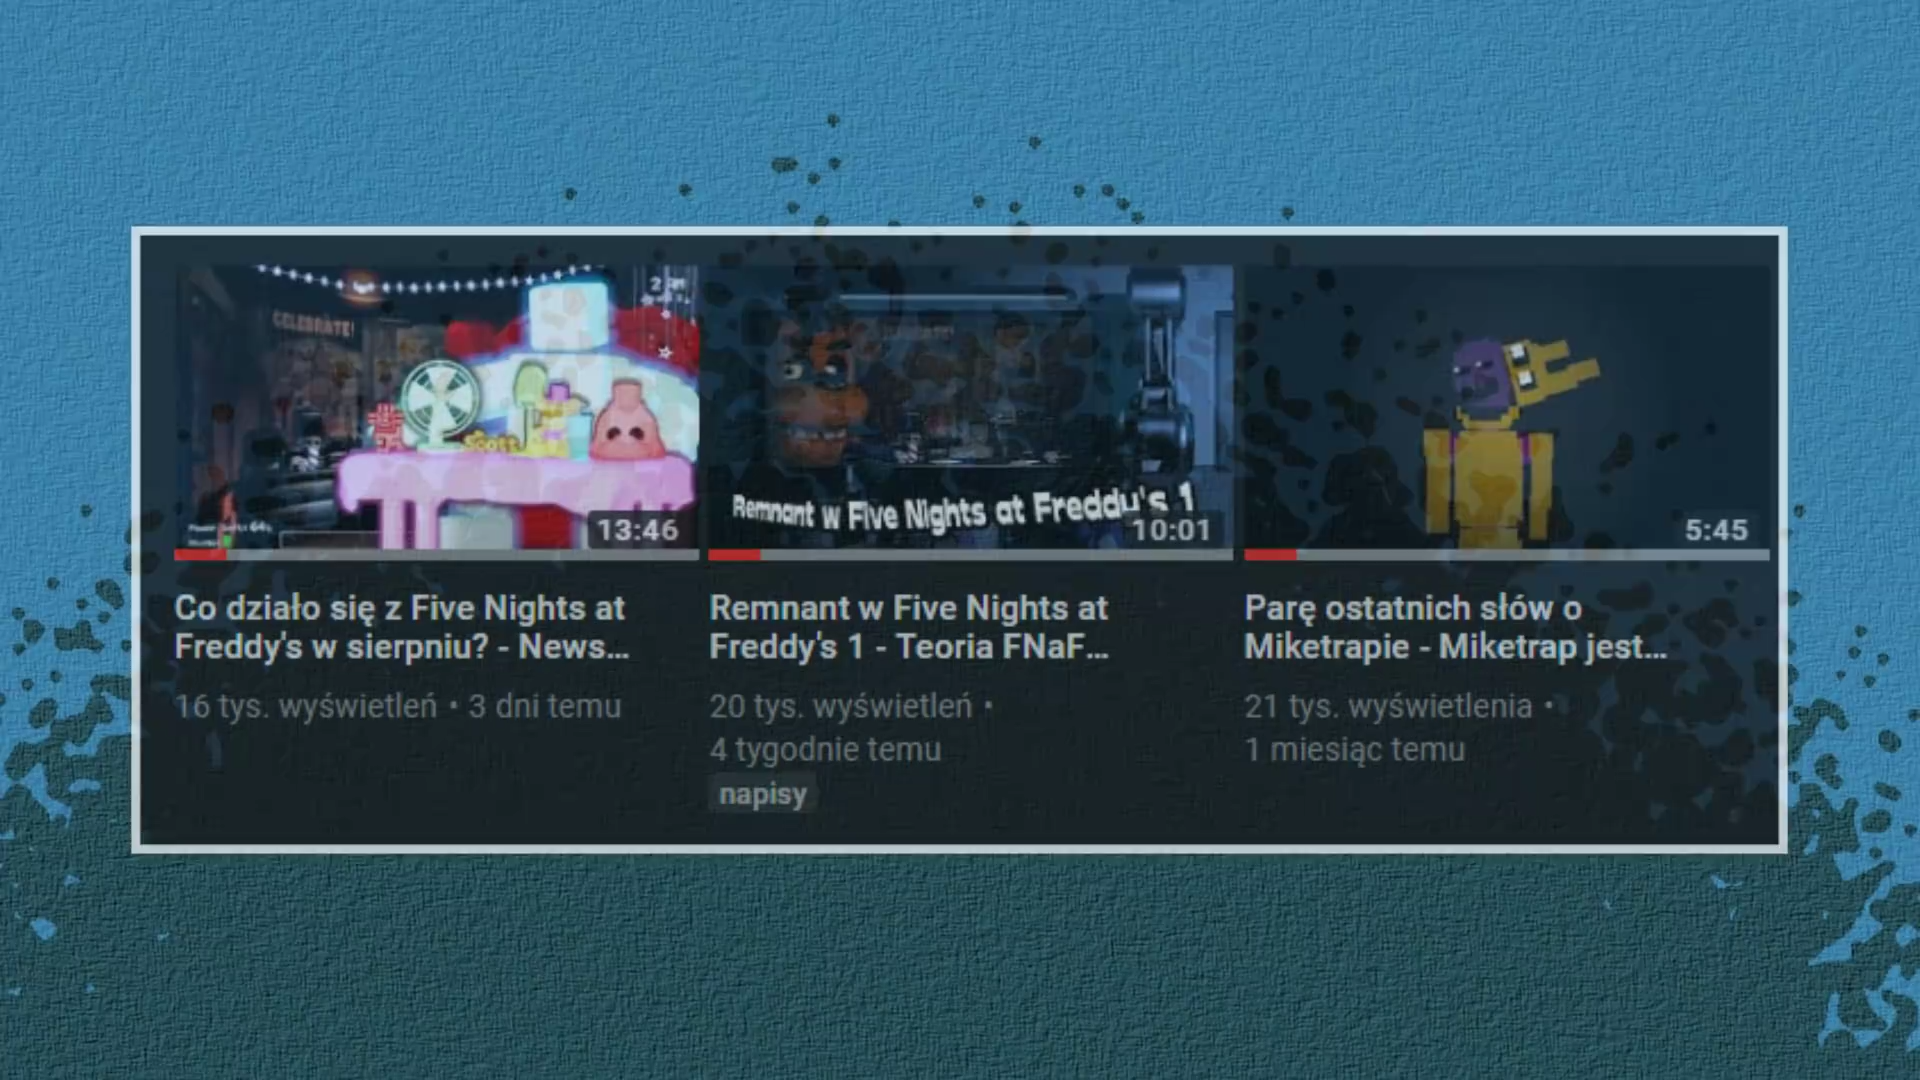 CELEBRATE!
Scott
13:46
Remnant w Five Nights at Freddy's 1
10:01
5:45
Co działo się z Five Nights at
Freddy's w sierpniu? - News...
16 tys. wyświetleń • 3 dni temu
Remnant w Five Nights at
Freddy's 1 - Teoria FNaF...
20 tys. wyświetleń •
4 tygodnie temu
napisy
Parę ostatnich słów o
Miketrapie - Miketrap jest...
21 tys. wyświetlenia •
1 miesiąc temu